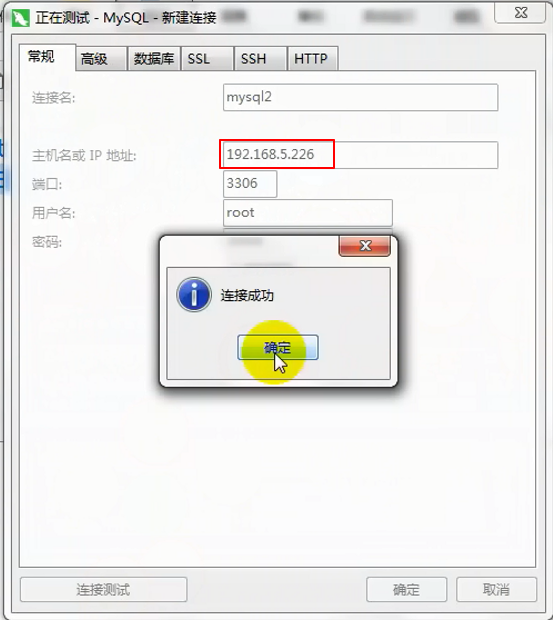 正在测试 - MySQL - 新建连接
常规 高级 数据库 SSL SSH HTTP
连接名: mysql2
主机名或 IP 地址: 192.168.5.226
端口: 3306
用户名: root
密码:
连接成功
确定
连接测试 确定 取消